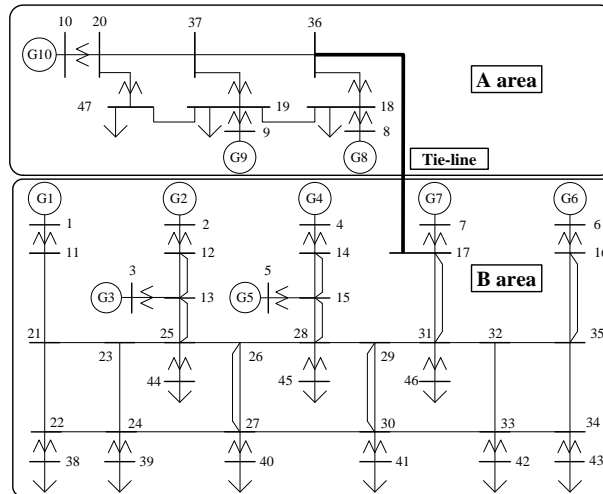 10 20 37 36
G10
A area
47 19 18
9 8
G9 G8
Tie-line
G1 G2 G4 G7 G6
1 2 4 7 6
11 12 14 17 16
3 5
B area
G3 13 G5 15
21 25 28 31 32 35
23 26 29
44 45 46
22 24 27 30 33 34
38 39 40 41 42 43